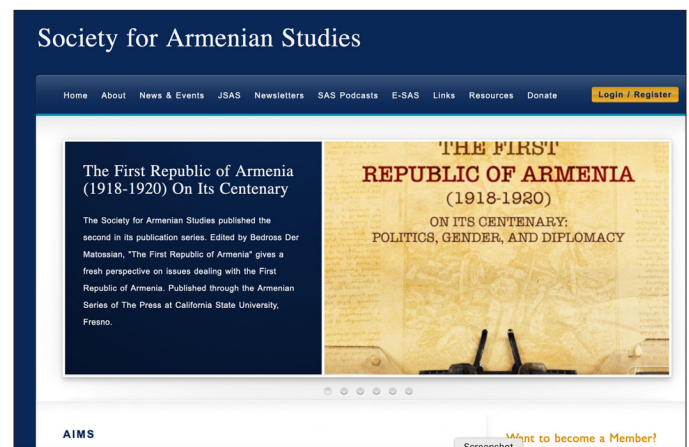 Society for Armenian Studies
Home About News & Events JSAS Newsletters SAS Podcasts E-SAS Links Resources Donate Login / Register
The First Republic of Armenia
(1918-1920) On Its Centenary
The Society for Armenian Studies published the
second in its publication series. Edited by Bedross Der
Matossian, "The First Republic of Armenia" gives a
fresh perspective on issues dealing with the First
Republic of Armenia. Published through the Armenian
Series of The Press at California State University,
Fresno.
THE FIRST
REPUBLIC OF ARMENIA
(1918-1920)
ON ITS CENTENARY:
POLITICS, GENDER, AND DIPLOMACY
AIMS
Want to become a Member?
Screenshot